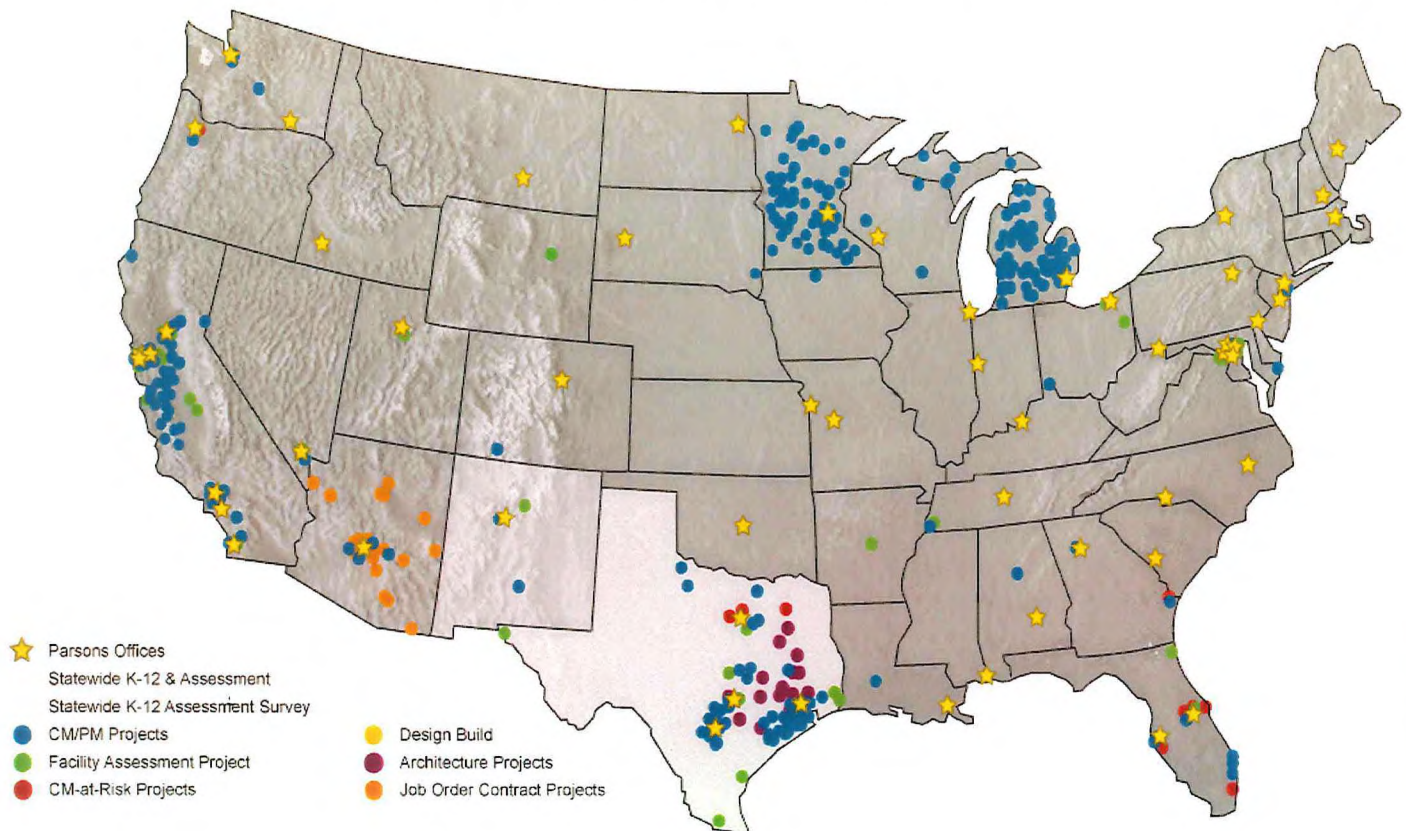 Parsons Offices
Statewide K-12 & Assessment
Statewide K-12 Assessment Survey
CM/PM Projects
Facility Assessment Project
CM-at-Risk Projects
Design Build
Architecture Projects
Job Order Contract Projects